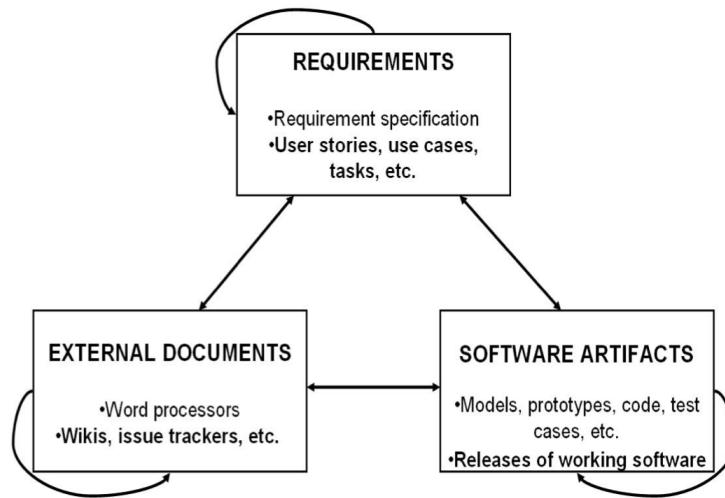 REQUIREMENTS
•Requirement specification
•User stories, use cases,
tasks, etc.
EXTERNAL DOCUMENTS
•Word processors
•Wikis, issue trackers, etc.
SOFTWARE ARTIFACTS
•Models, prototypes, code, test
cases, etc.
•Releases of working software